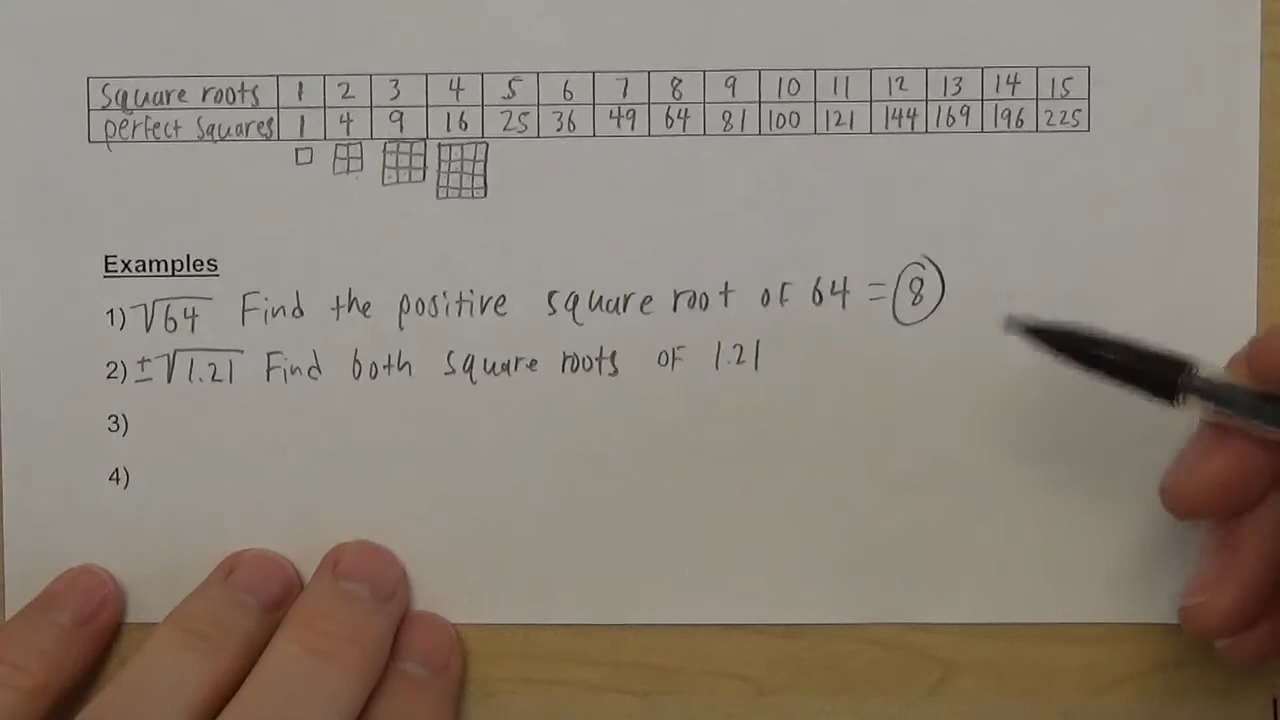 Square roots 1 2 3 4 5 6 7 8 9 10 11 12 13 14 15
perfect squares 1 4 9 16 25 36 49 64 81 100 121 144 169 196 225
Examples
1) √64 Find the positive square root of 64 = 8
2) ±√1.21 Find both square roots of 1.21
3)
4)